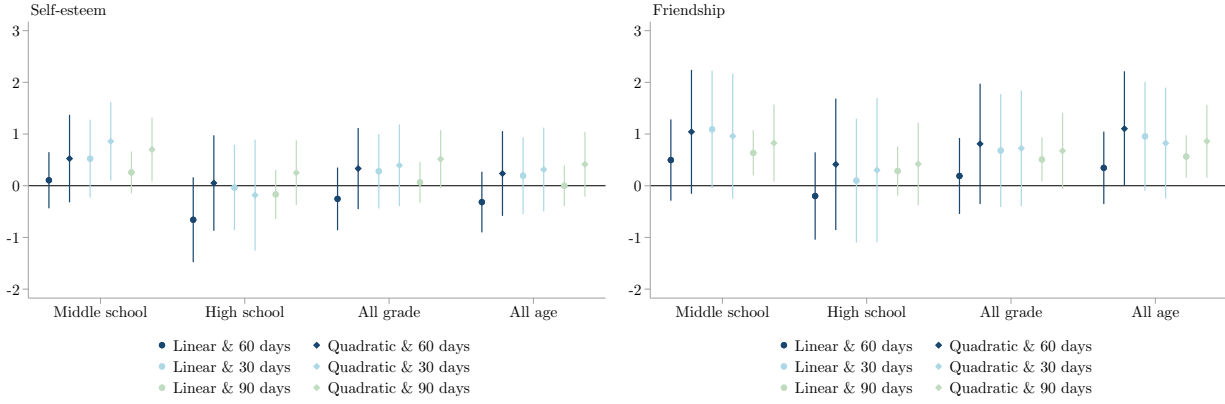 Self-esteem
3
2
1
0
-1
-2
Middle school High school All grade All age
Linear & 60 days Quadratic & 60 days
Linear & 30 days Quadratic & 30 days
Linear & 90 days Quadratic & 90 days
Friendship
3
2
1
0
-1
-2
Middle school High school All grade All age
Linear & 60 days Quadratic & 60 days
Linear & 30 days Quadratic & 30 days
Linear & 90 days Quadratic & 90 days